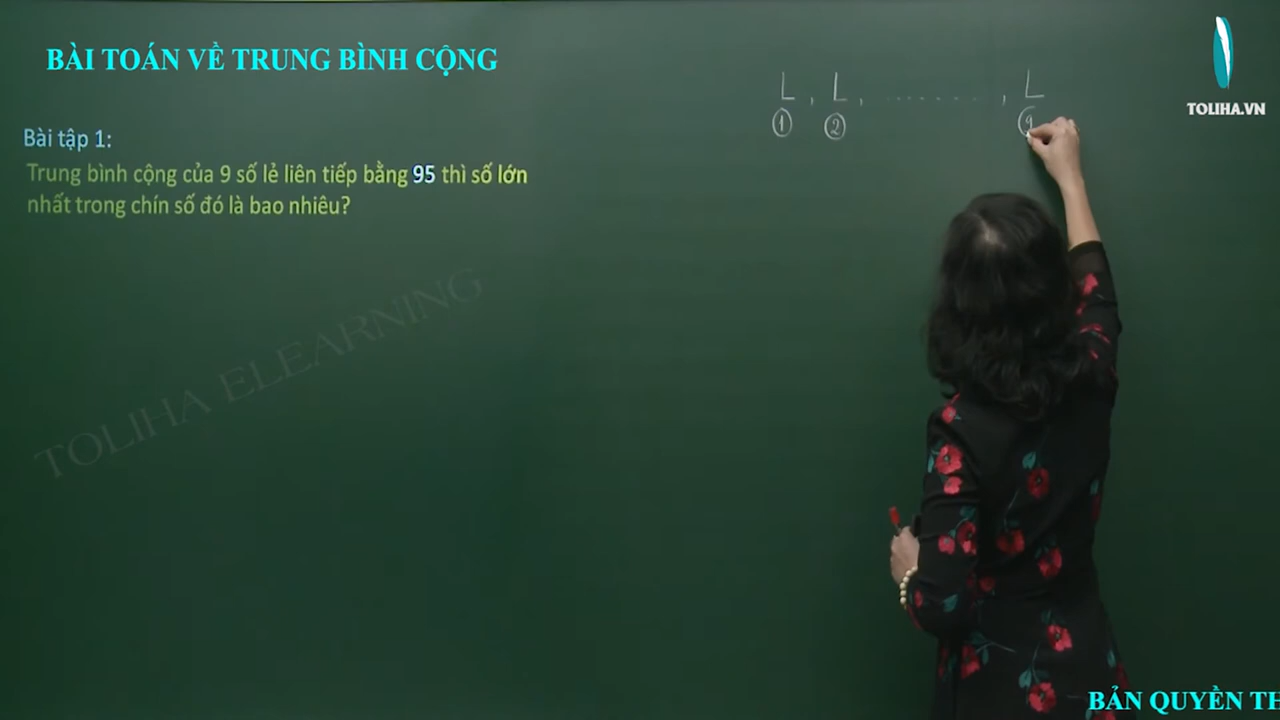 BÀI TOÁN VỀ TRUNG BÌNH CỘNG
TOLIHA.VN
L , L , ........ , L
1 2 9
Bài tập 1:
Trung bình cộng của 9 số lẻ liên tiếp bằng 95 thì số lớn
nhất trong chín số đó là bao nhiêu?
TOLIHA ELEARNING
BẢN QUYỀN TH